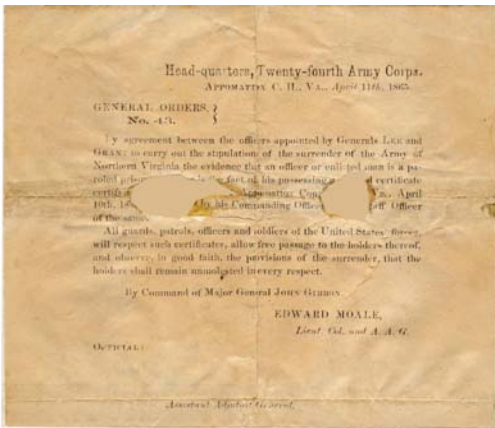 Head-quarters, Twenty-fourth Army Corps.
APPOMATTOX C. H., VA., April 11th, 1865.
GENERAL ORDERS,
No. 43.
By agreement between the officers appointed by Generals LEE and
GRANT to carry out the stipulation of the surrender of the Army of
Northern Virginia the evidence that an officer or enlisted man is a pa-
roled is the fact of his possessing certificate
Appomattox Va., April
10th, by his Commanding Officer Officer
of the same.
All guards, patrols, officers and soldiers of the United States forces,
will respect such certificates, allow free passage to the holders thereof,
and observe, in good faith, the provisions of the surrender, that the
holders shall remain unmolested in every respect.
By Command of Major General JOHN GIBBON.
EDWARD MOALE,
Lieut. Col. and A. A. G.
OFFICIAL:
Assistant Adjutant General.